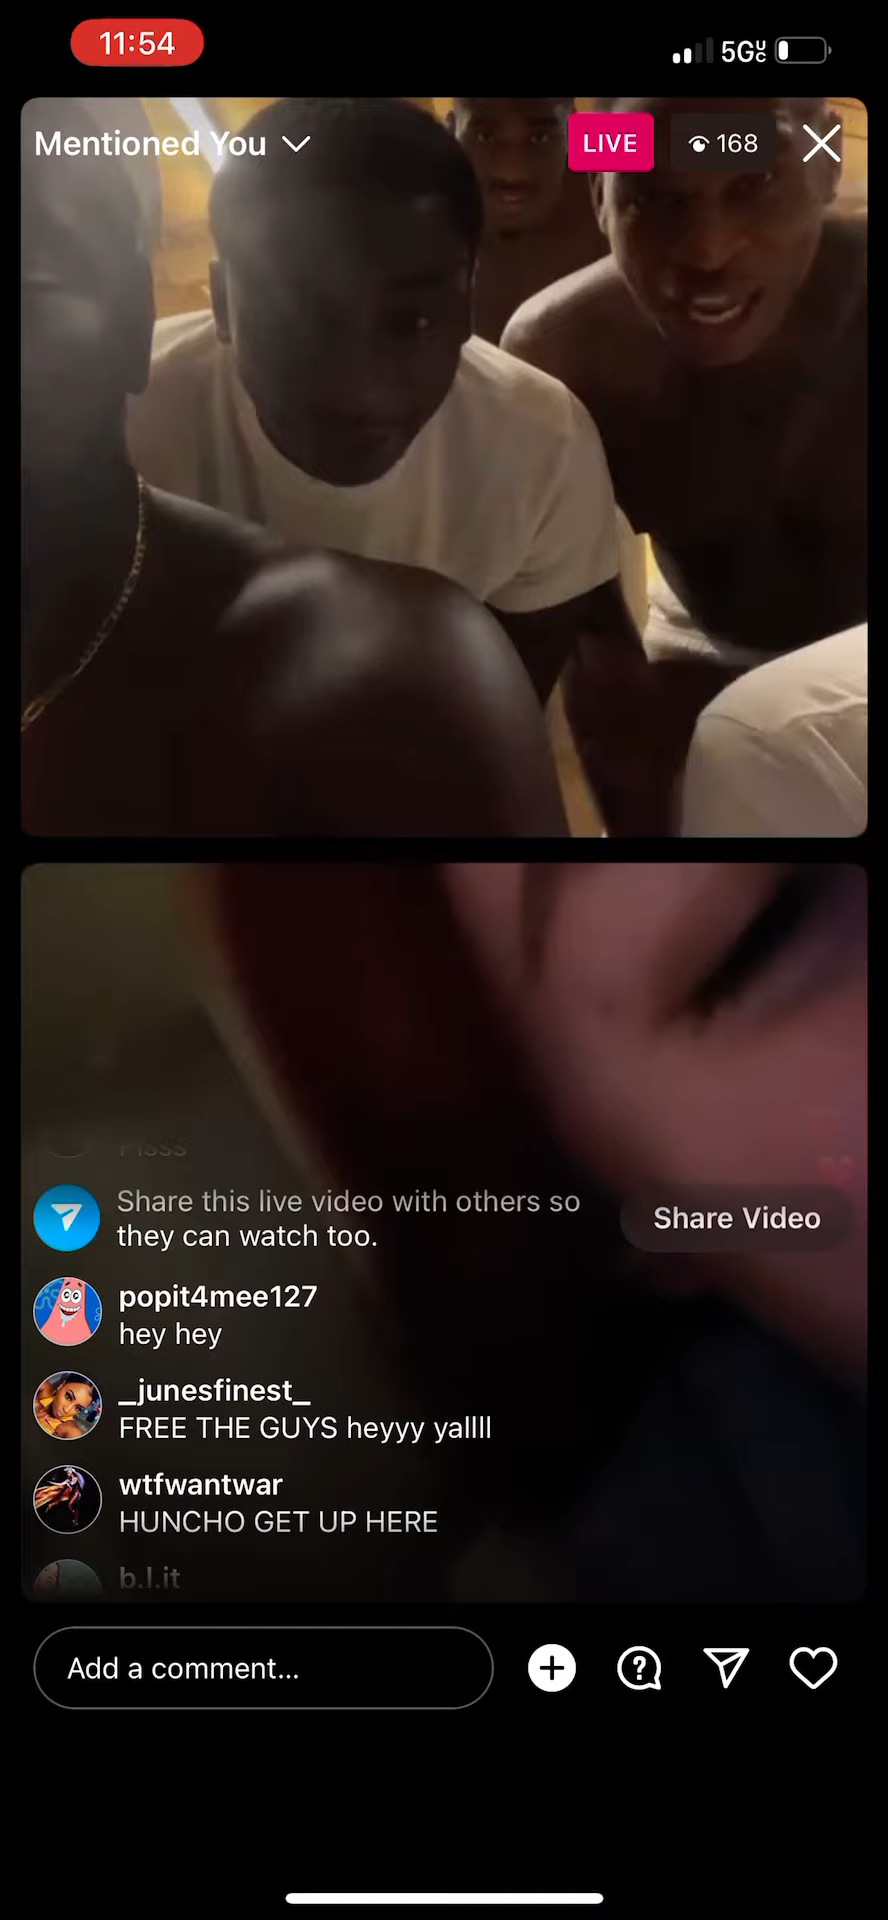 11:54
5GUC
Mentioned You
LIVE
168
Share this live video with others so
they can watch too.
Share Video
popit4mee127
hey hey
_junesfinest_
FREE THE GUYS heyyy yallll
wtfwantwar
HUNCHO GET UP HERE
b.l.it
Add a comment...